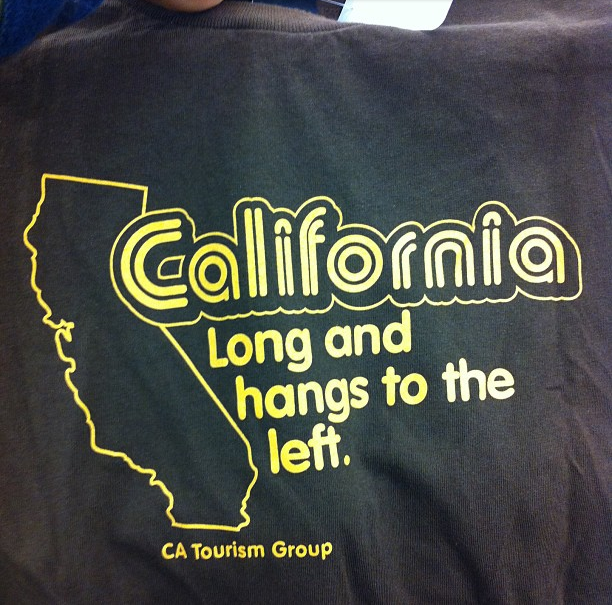 California
Long and
hangs to the
left.
CA Tourism Group